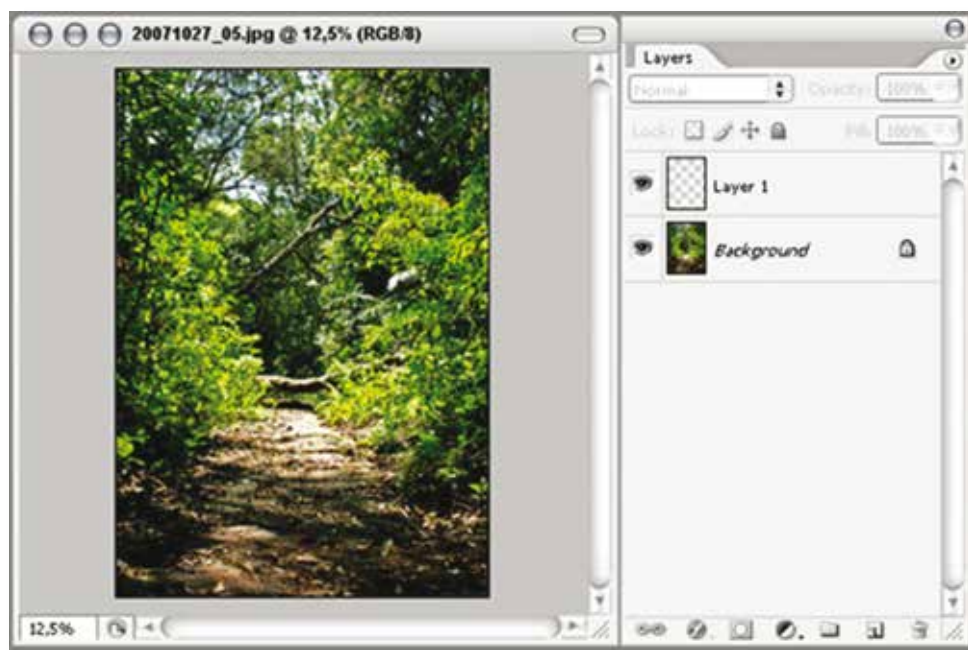 20071027_05.jpg @ 12,5% (RGB/8)
12,5%
Layers
Normal
Opacity: 100%
Lock:
Fill: 100%
Layer 1
Background